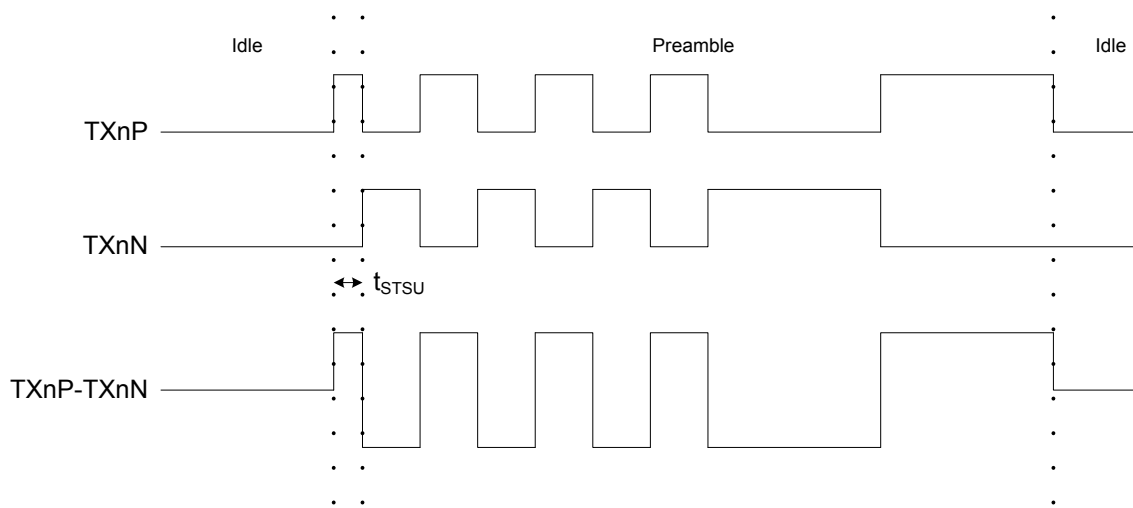 Idle Preamble Idle
TXnP
TXnN
tSTSU
TXnP-TXnN